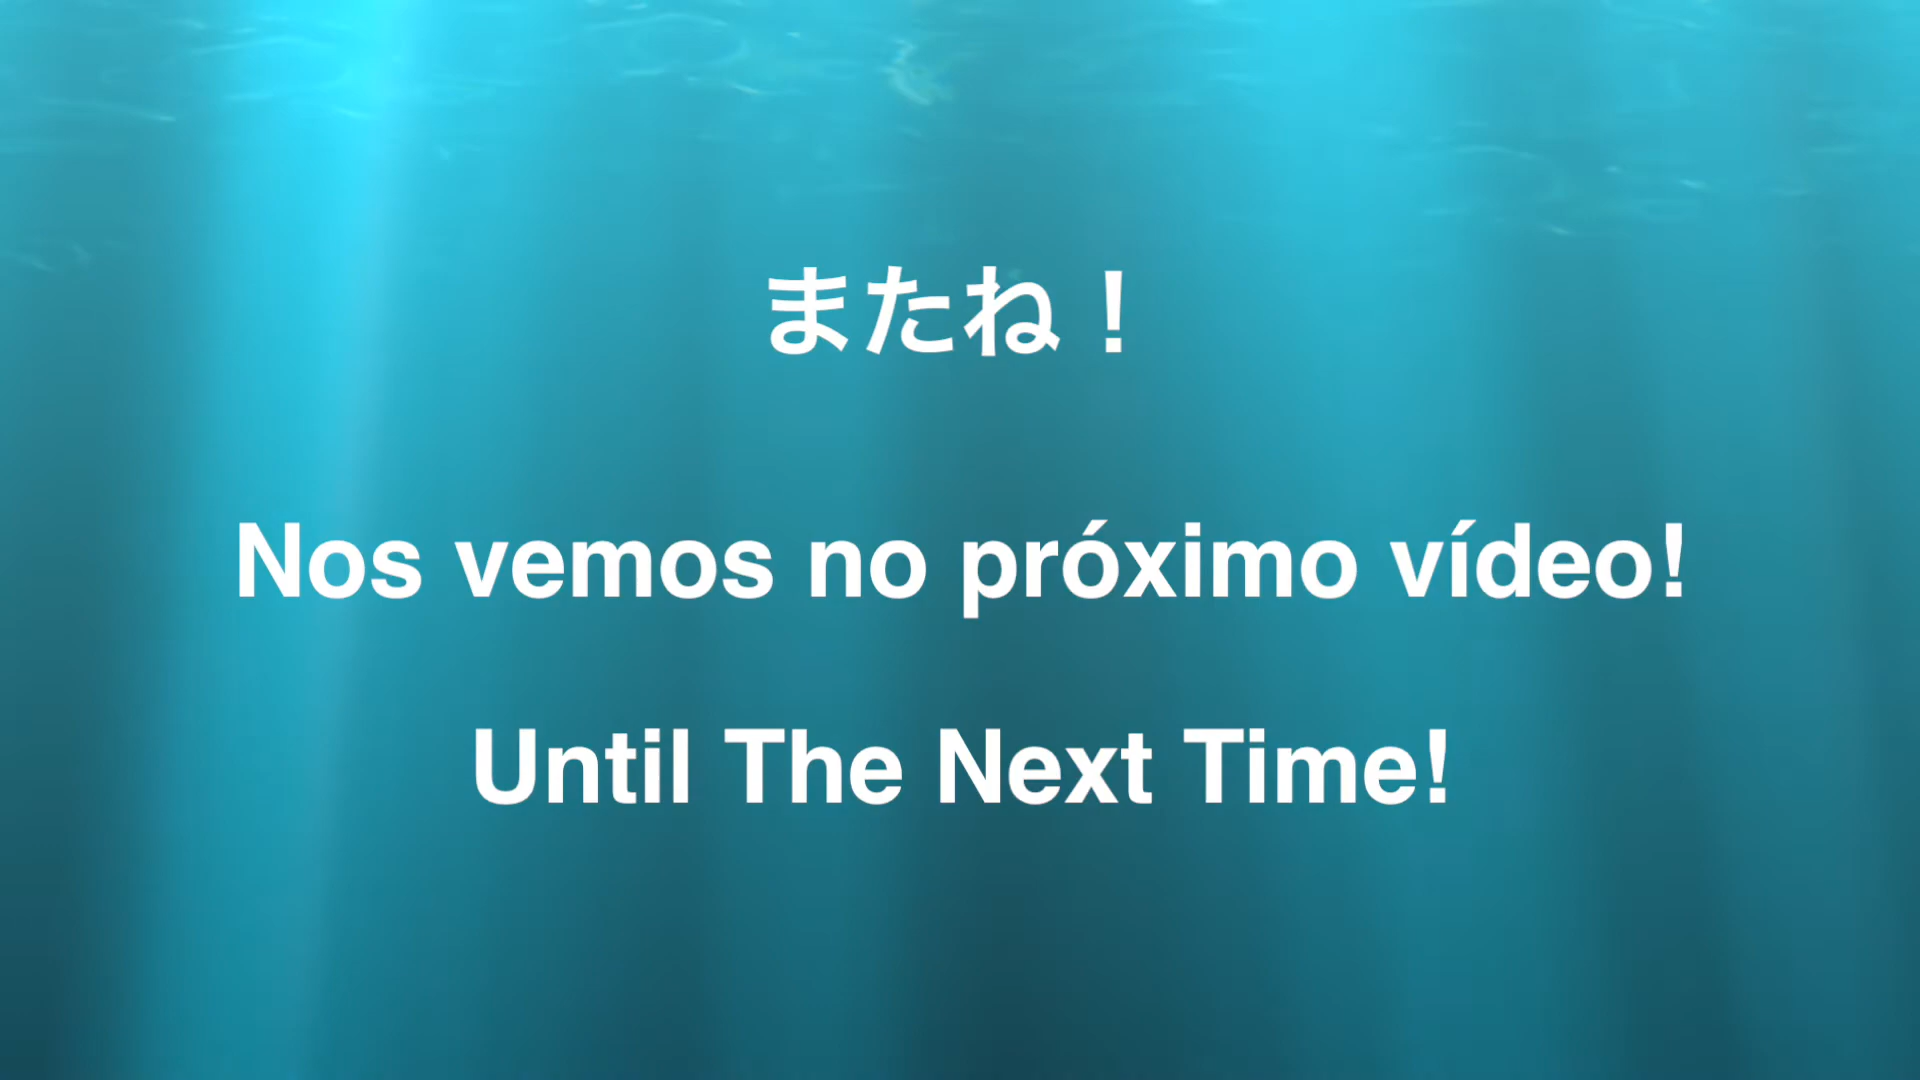 またね！
Nos vemos no próximo vídeo!
Until The Next Time!